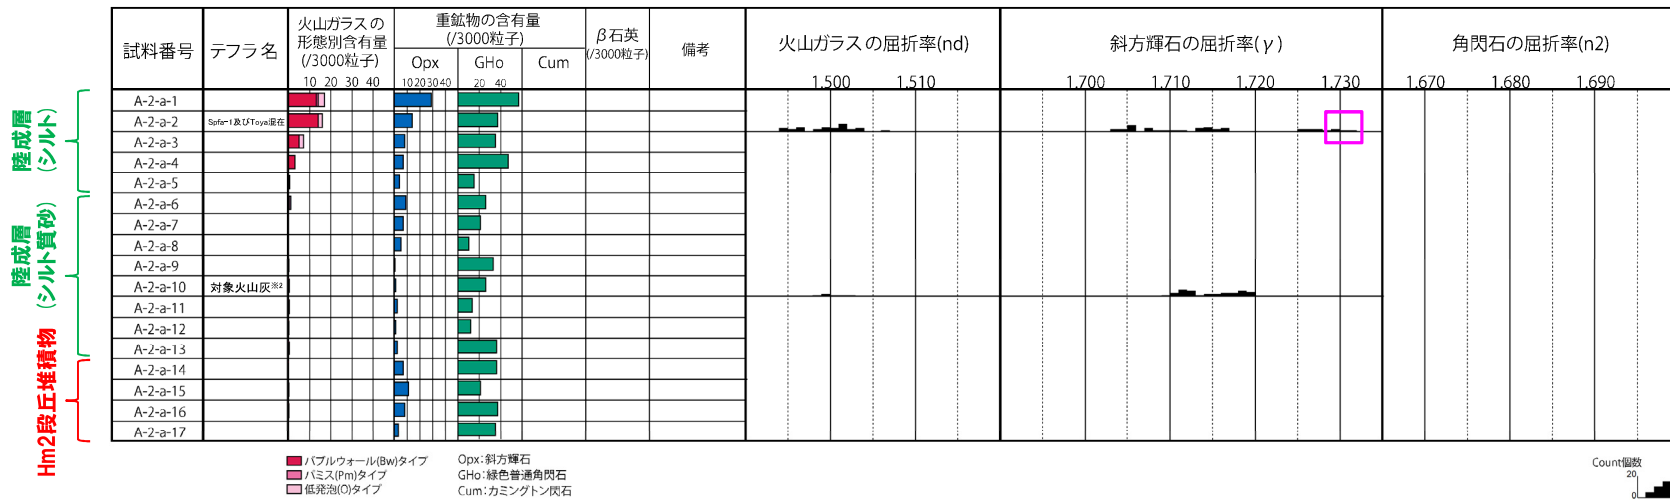 試料番号
テフラ名
火山ガラスの
形態別含有量
(/3000粒子)
10 20 30 40
重鉱物の含有量
(/3000粒子)
Opx
GHo
Cum
10 20 30 40
20 40
β石英
(/3000粒子)
備考
火山ガラスの屈折率(nd)
1.500 1.510
斜方輝石の屈折率(γ)
1.700 1.710 1.720 1.730
角閃石の屈折率(n2)
1.670 1.680 1.690
陸成層
(シルト)
陸成層
(シルト質砂)
Hm2段丘堆積物
A-2-a-1
A-2-a-2 Spfa-1及びToya混在
A-2-a-3
A-2-a-4
A-2-a-5
A-2-a-6
A-2-a-7
A-2-a-8
A-2-a-9
A-2-a-10 対象火山灰※2
A-2-a-11
A-2-a-12
A-2-a-13
A-2-a-14
A-2-a-15
A-2-a-16
A-2-a-17
バブルウォール(Bw)タイプ
パミス(Pm)タイプ
低発泡(O)タイプ
Opx:斜方輝石
GHo:緑色普通角閃石
Cum:カミングトン閃石
Count個数
20
0